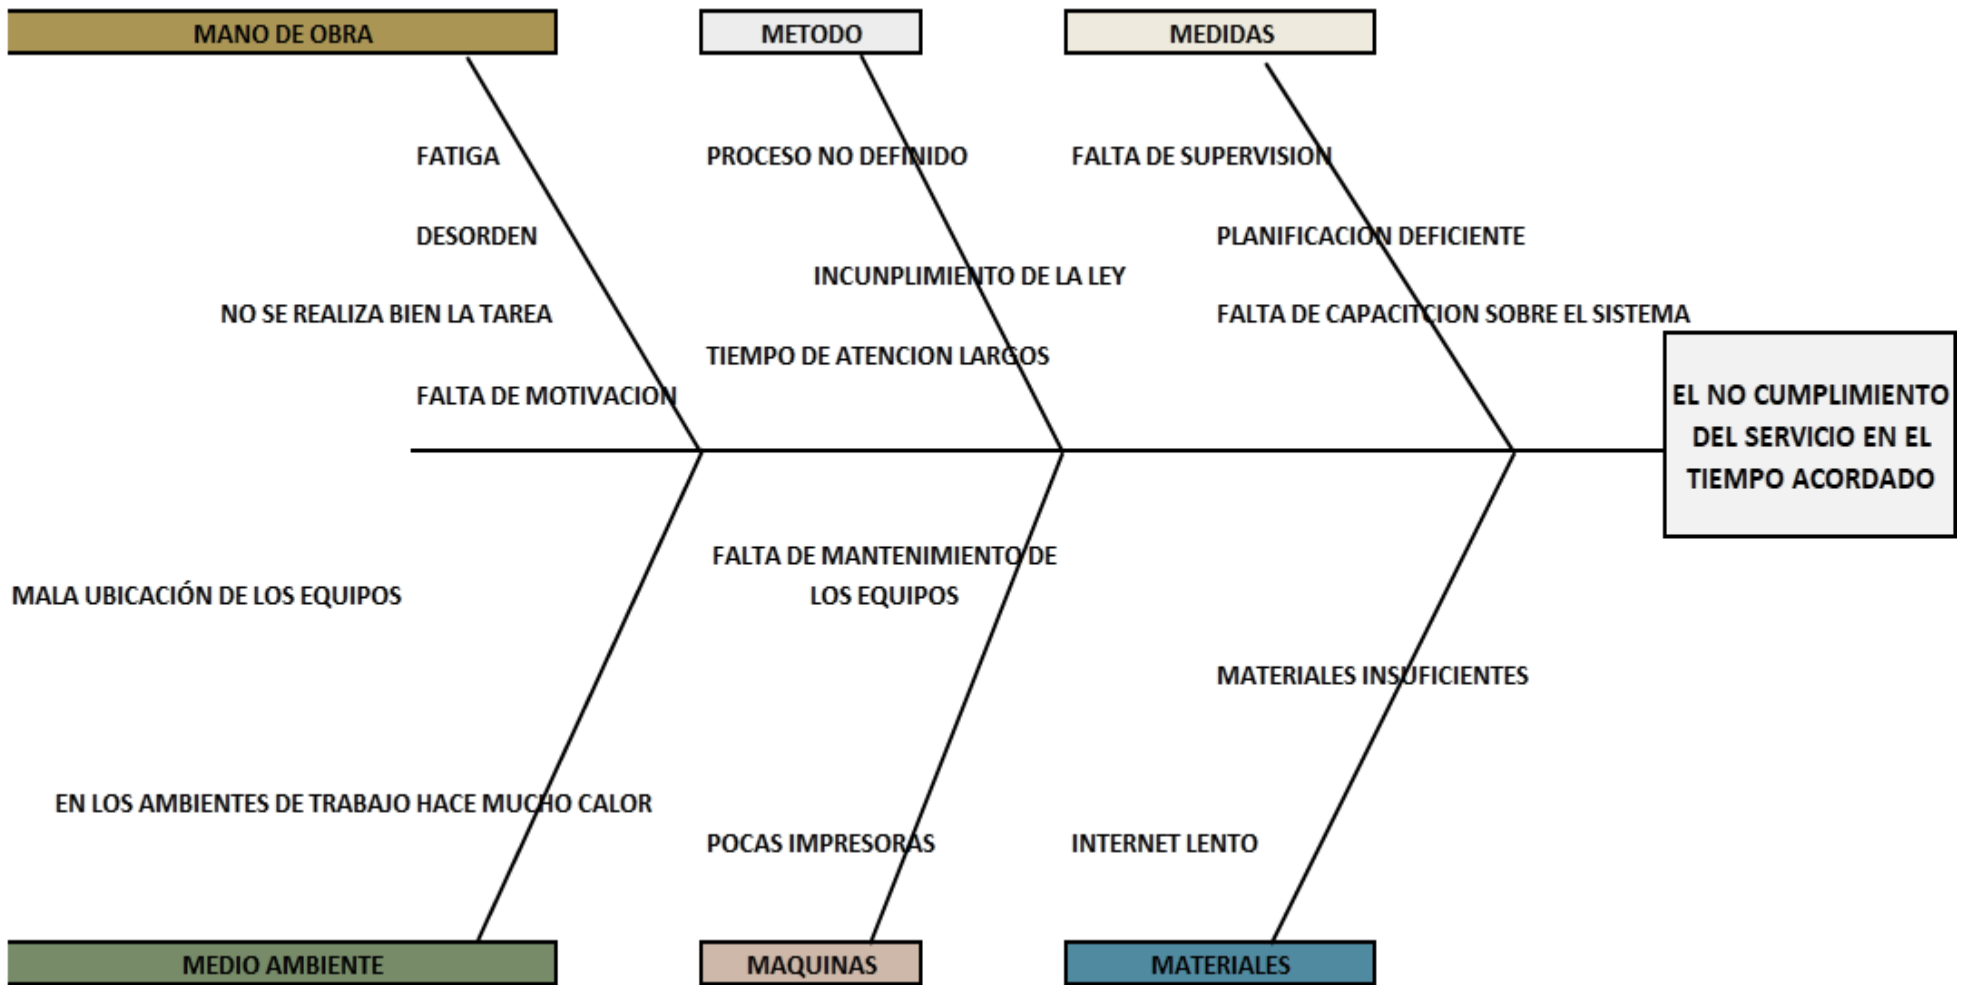 MANO DE OBRA
METODO
MEDIDAS
FATIGA
PROCESO NO DEFINIDO
FALTA DE SUPERVISION
DESORDEN
PLANIFICACION DEFICIENTE
INCUNPLIMIENTO DE LA LEY
NO SE REALIZA BIEN LA TAREA
FALTA DE CAPACITCION SOBRE EL SISTEMA
TIEMPO DE ATENCION LARGOS
FALTA DE MOTIVACION
EL NO CUMPLIMIENTO
DEL SERVICIO EN EL
TIEMPO ACORDADO
FALTA DE MANTENIMIENTO DE
LOS EQUIPOS
MALA UBICACIÓN DE LOS EQUIPOS
MATERIALES INSUFICIENTES
EN LOS AMBIENTES DE TRABAJO HACE MUCHO CALOR
POCAS IMPRESORAS
INTERNET LENTO
MEDIO AMBIENTE
MAQUINAS
MATERIALES